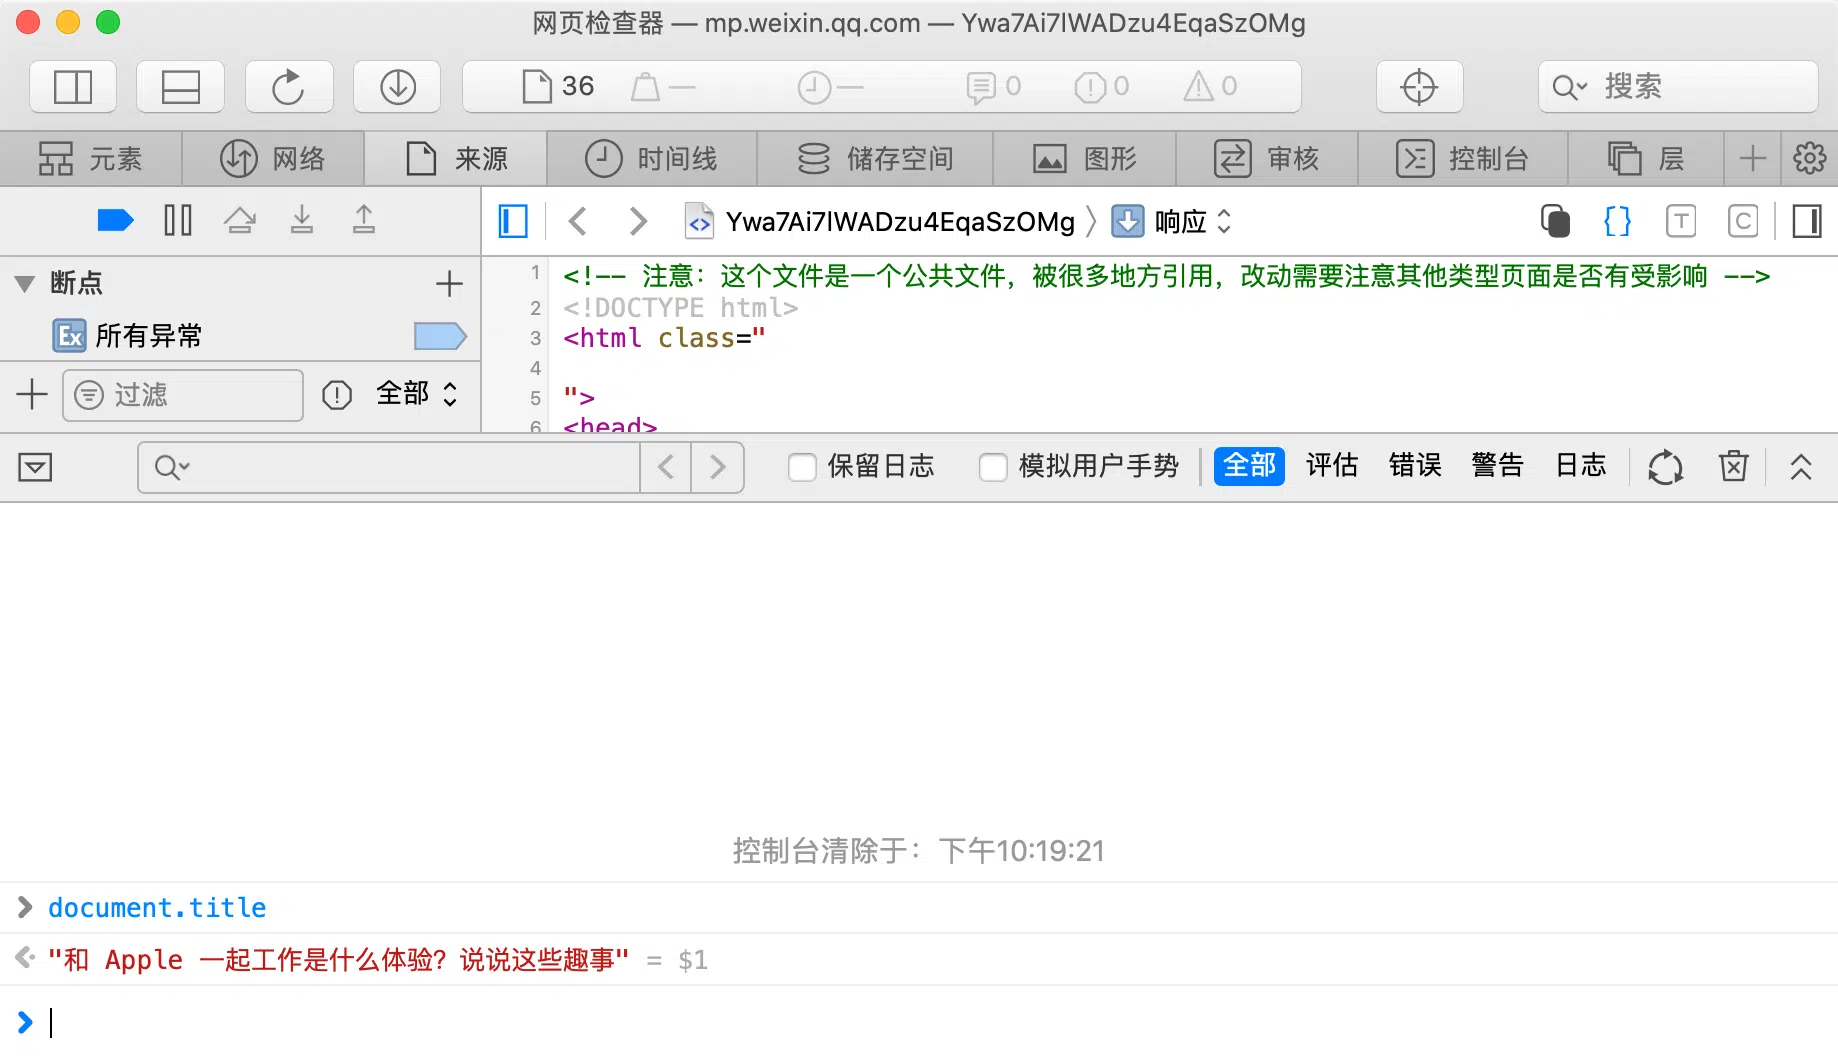 网页检查器 — mp.weixin.qq.com — Ywa7Ai7lWADzu4EqaSzOMg
36 — — 0 0 0 搜索
元素 网络 来源 时间线 储存空间 图形 审核 控制台 层
Ywa7Ai7lWADzu4EqaSzOMg 〉 响应 {} T C
断点
Ex 所有异常
过滤 全部
1 <!-- 注意：这个文件是一个公共文件，被很多地方引用，改动需要注意其他类型页面是否有受影响 -->
2 <!DOCTYPE html>
3 <html class="
4
5 ">
6 <head>
保留日志 模拟用户手势 全部 评估 错误 警告 日志
控制台清除于：下午10:19:21
document.title
"和 Apple 一起工作是什么体验？说说这些趣事" = $1